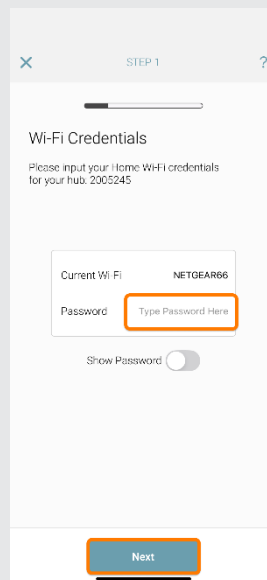 STEP 1
?
Wi-Fi Credentials
Please input your Home Wi-Fi credentials
for your hub: 2005245
Current Wi-Fi NETGEAR66
Password Type Password Here
Show Password
Next